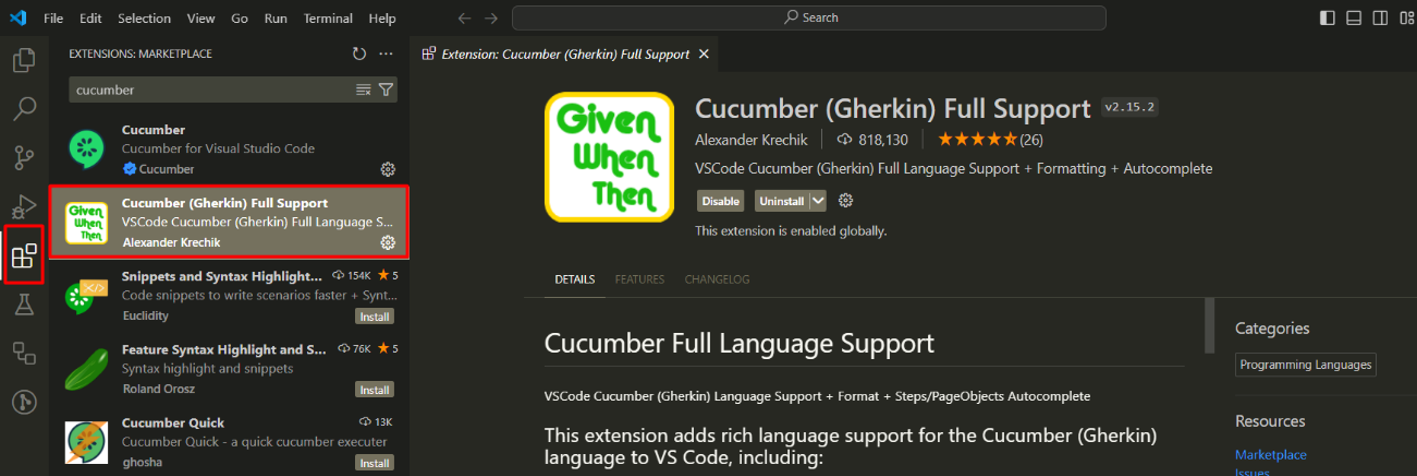 File Edit Selection View Go Run Terminal Help
Search
EXTENSIONS: MARKETPLACE
cucumber
Cucumber
Cucumber for Visual Studio Code
Cucumber
Given
When
Then
Cucumber (Gherkin) Full Support
VSCode Cucumber (Gherkin) Full Language S...
Alexander Krechik
Snippets and Syntax Highlight... 154K ★ 5
Code snippets to write scenarios faster + Synt...
Euclidity Install
Feature Syntax Highlight and S... 76K ★ 5
Syntax highlight and snippets
Roland Orosz Install
Cucumber Quick 13K
Cucumber Quick - a quick cucumber executer
ghosha Install
Extension: Cucumber (Gherkin) Full Support
Given
When
Then
Cucumber (Gherkin) Full Support v2.15.2
Alexander Krechik 818,130 (26)
VSCode Cucumber (Gherkin) Full Language Support + Formatting + Autocomplete
Disable Uninstall
This extension is enabled globally.
DETAILS FEATURES CHANGELOG
Cucumber Full Language Support
VSCode Cucumber (Gherkin) Language Support + Format + Steps/PageObjects Autocomplete
This extension adds rich language support for the Cucumber (Gherkin)
language to VS Code, including:
Categories
Programming Languages
Resources
Marketplace
Issues